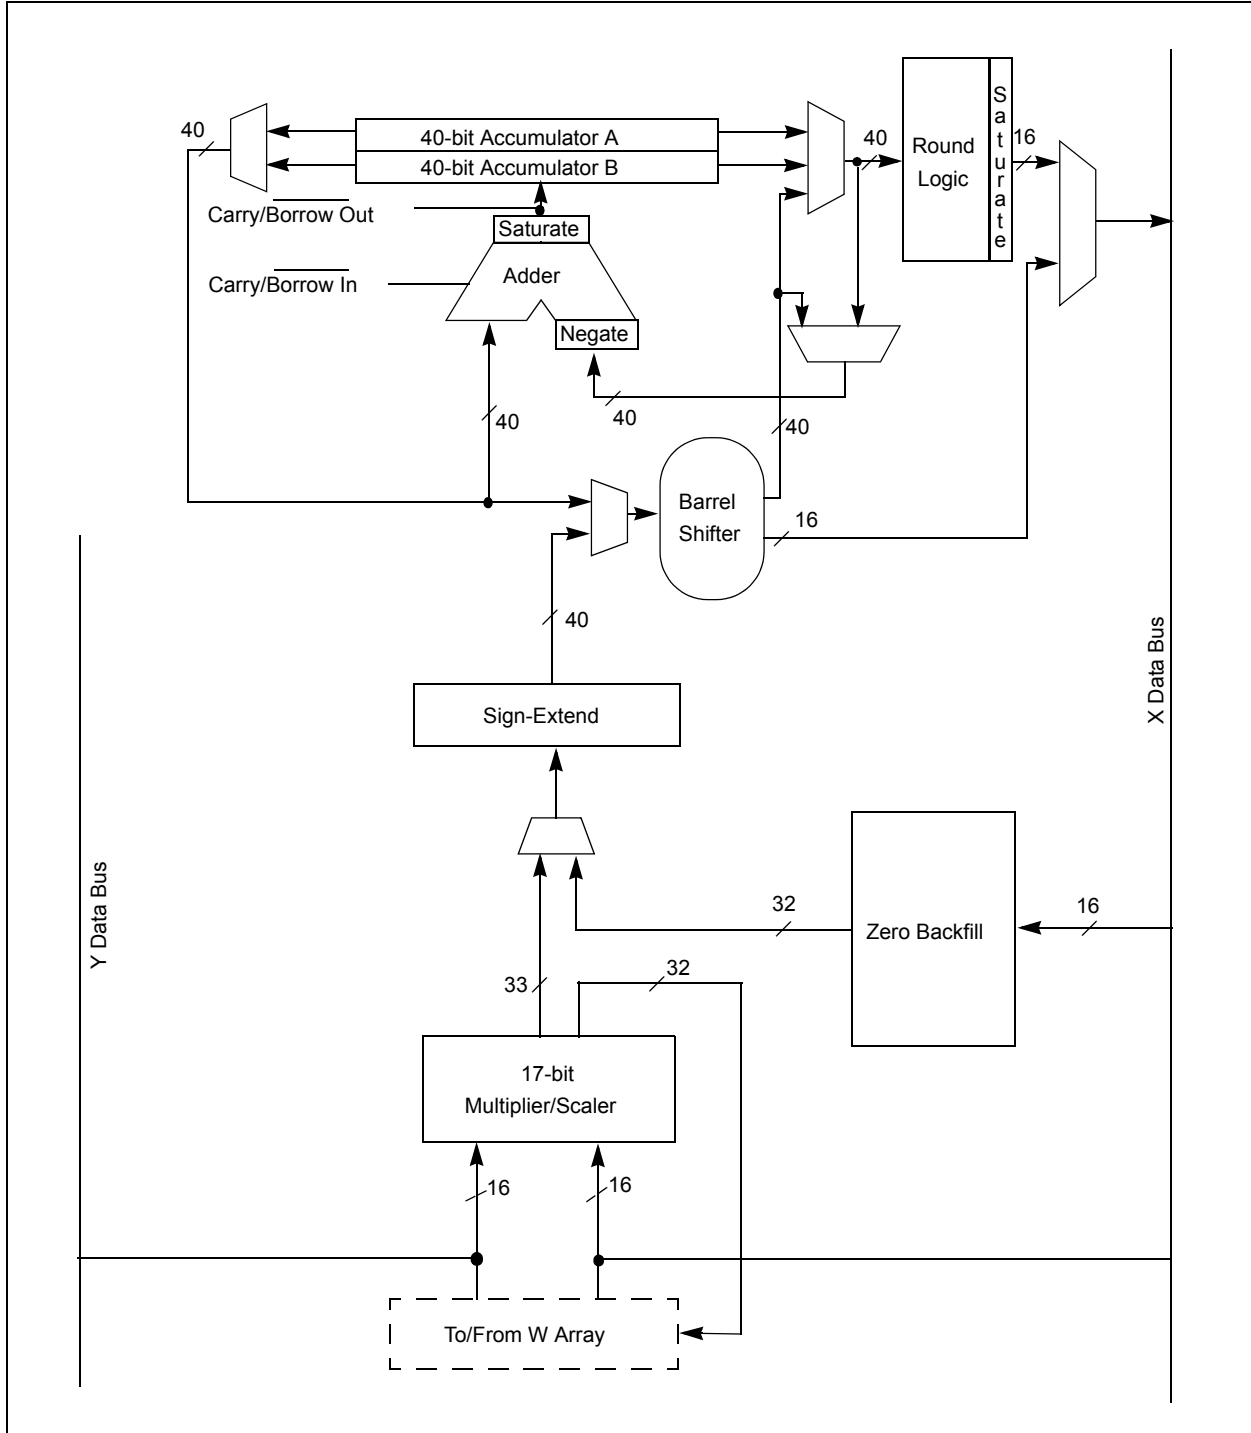 Saturate
40
40-bit Accumulator A
40
16
Round
Logic
40-bit Accumulator B
Carry/Borrow Out
Saturate
Adder
Carry/Borrow In
Negate
40
40
40
Barrel
Shifter
16
40
X Data Bus
Sign-Extend
Y Data Bus
32
16
Zero Backfill
33
32
17-bit
Multiplier/Scaler
16
16
To/From W Array